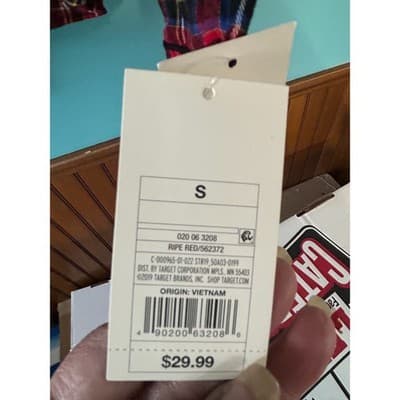 S
020 06 3208
RIPE RED/562372
C-000965-01-022 STR19_50A03-0199
DIST. BY TARGET CORPORATION MPLS., MN 55403
©2019 TARGET BRANDS, INC. SHOP TARGET.COM
ORIGIN: VIETNAM
4 90200 63208 6
$29.99